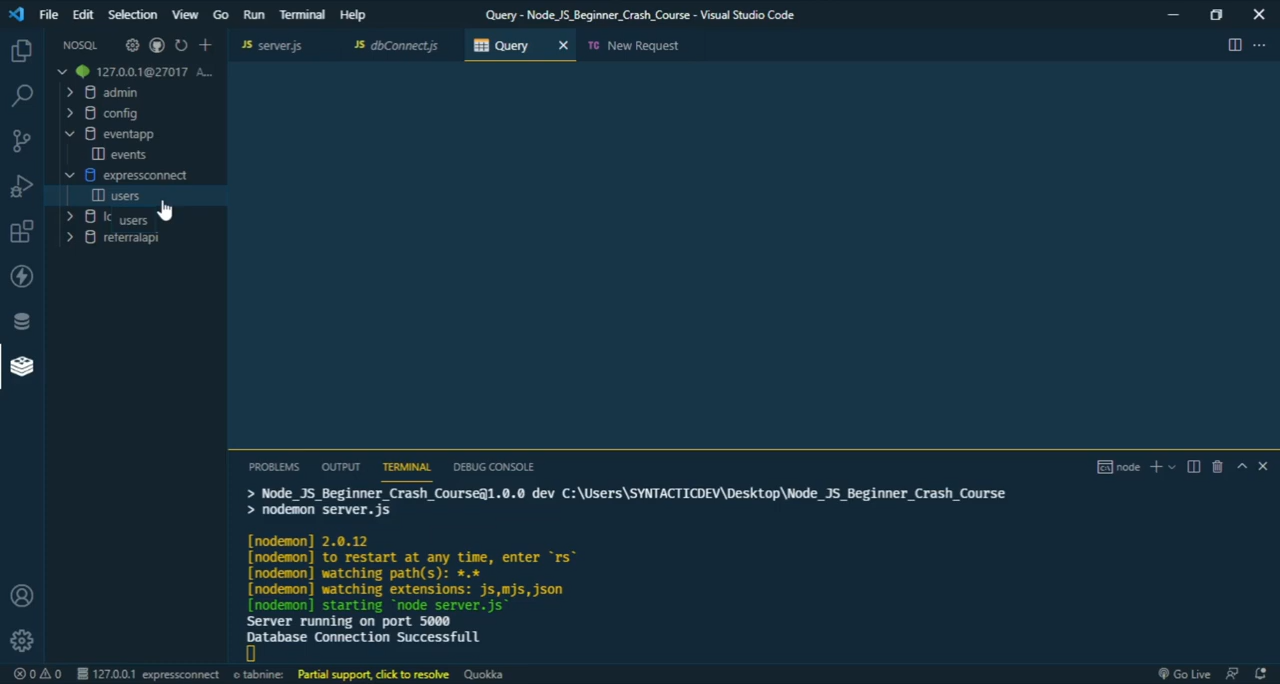 File Edit Selection View Go Run Terminal Help
Query - Node_JS_Beginner_Crash_Course - Visual Studio Code
NOSQL
JS server.js
JS dbConnect.js
Query
TC New Request
127.0.0.1@27017 A...
admin
config
eventapp
events
expressconnect
users
users
referralapi
PROBLEMS OUTPUT TERMINAL DEBUG CONSOLE
node
> Node_JS_Beginner_Crash_Course@1.0.0 dev C:\Users\SYNTACTICDEV\Desktop\Node_JS_Beginner_Crash_Course
> nodemon server.js
[nodemon] 2.0.12
[nodemon] to restart at any time, enter `rs`
[nodemon] watching path(s): *.*
[nodemon] watching extensions: js,mjs,json
[nodemon] starting `node server.js`
Server running on port 5000
Database Connection Successfull
0 0 127.0.0.1 expressconnect tabnine: Partial support, click to resolve Quokka
Go Live